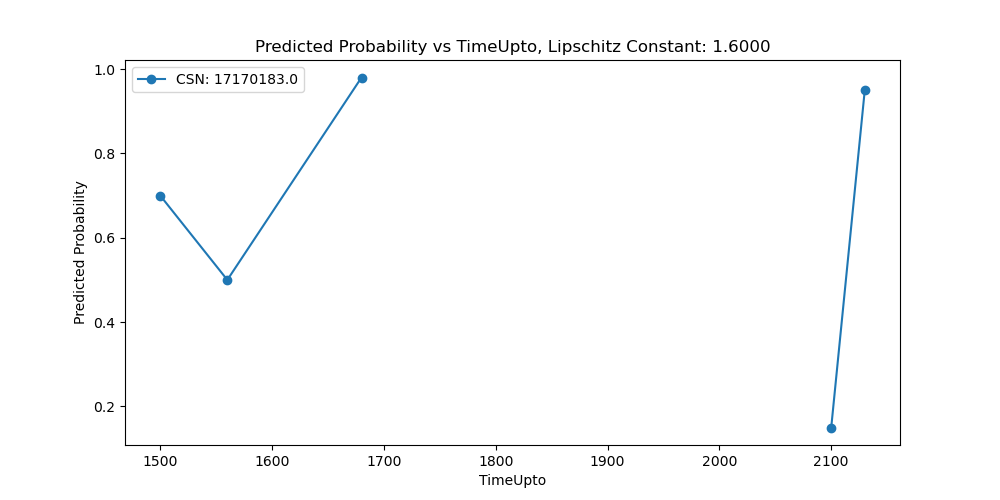 Predicted Probability vs TimeUpto, Lipschitz Constant: 1.6000
CSN: 17170183.0
Predicted Probability
1.0
0.8
0.6
0.4
0.2
1500 1600 1700 1800 1900 2000 2100
TimeUpto